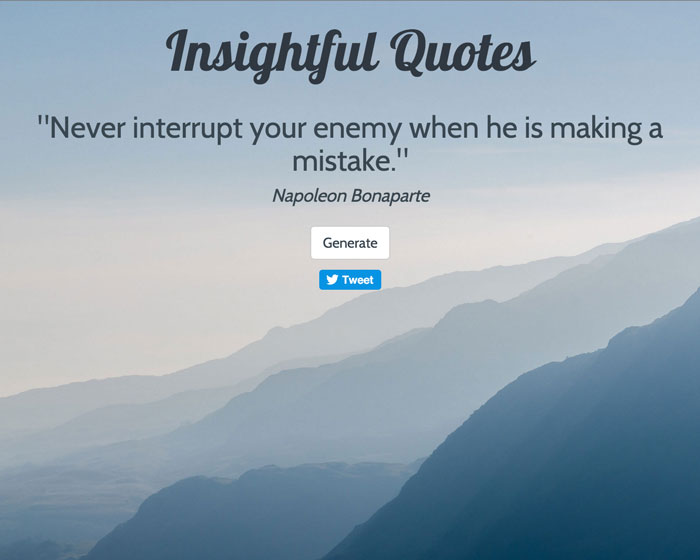 Insightful Quotes
"Never interrupt your enemy when he is making a
mistake."
Napoleon Bonaparte
Generate
Tweet